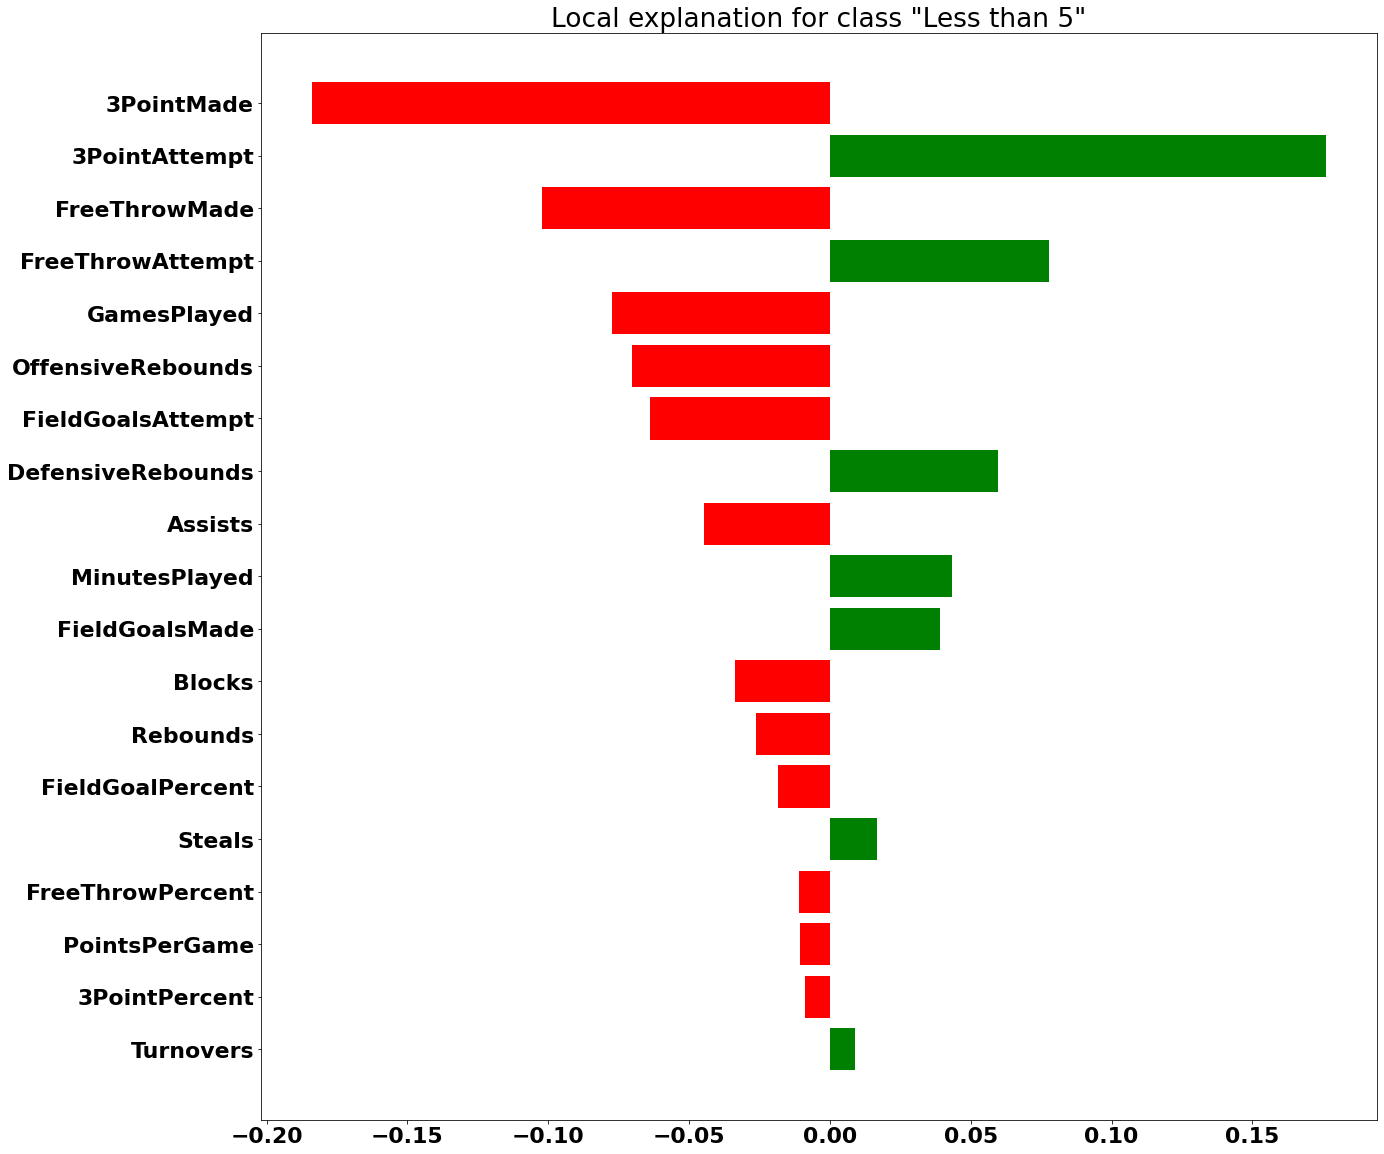 Local explanation for class "Less than 5"
3PointMade
3PointAttempt
FreeThrowMade
FreeThrowAttempt
GamesPlayed
OffensiveRebounds
FieldGoalsAttempt
DefensiveRebounds
Assists
MinutesPlayed
FieldGoalsMade
Blocks
Rebounds
FieldGoalPercent
Steals
FreeThrowPercent
PointsPerGame
3PointPercent
Turnovers
−0.20 −0.15 −0.10 −0.05 0.00 0.05 0.10 0.15